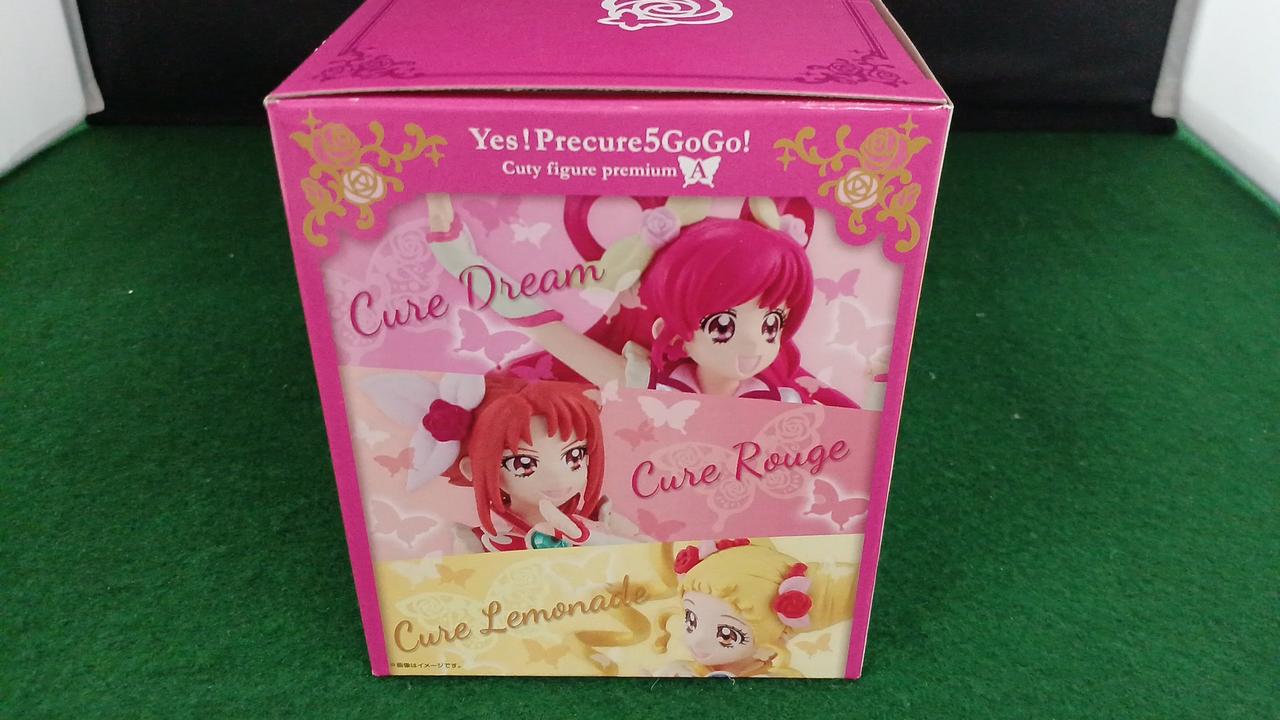 Yes!Precure5GoGo!
Cuty figure premium A
Cure Dream
Cure Rouge
Cure Lemonade
※画像はイメージです。